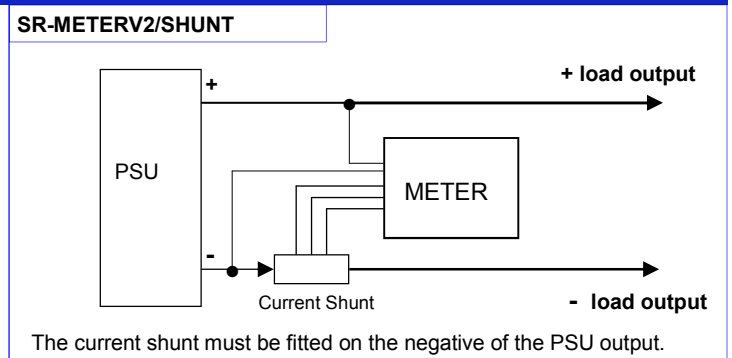 SR-METERV2/SHUNT
+
+ load output
PSU
METER
-
Current Shunt
- load output
The current shunt must be fitted on the negative of the PSU output.